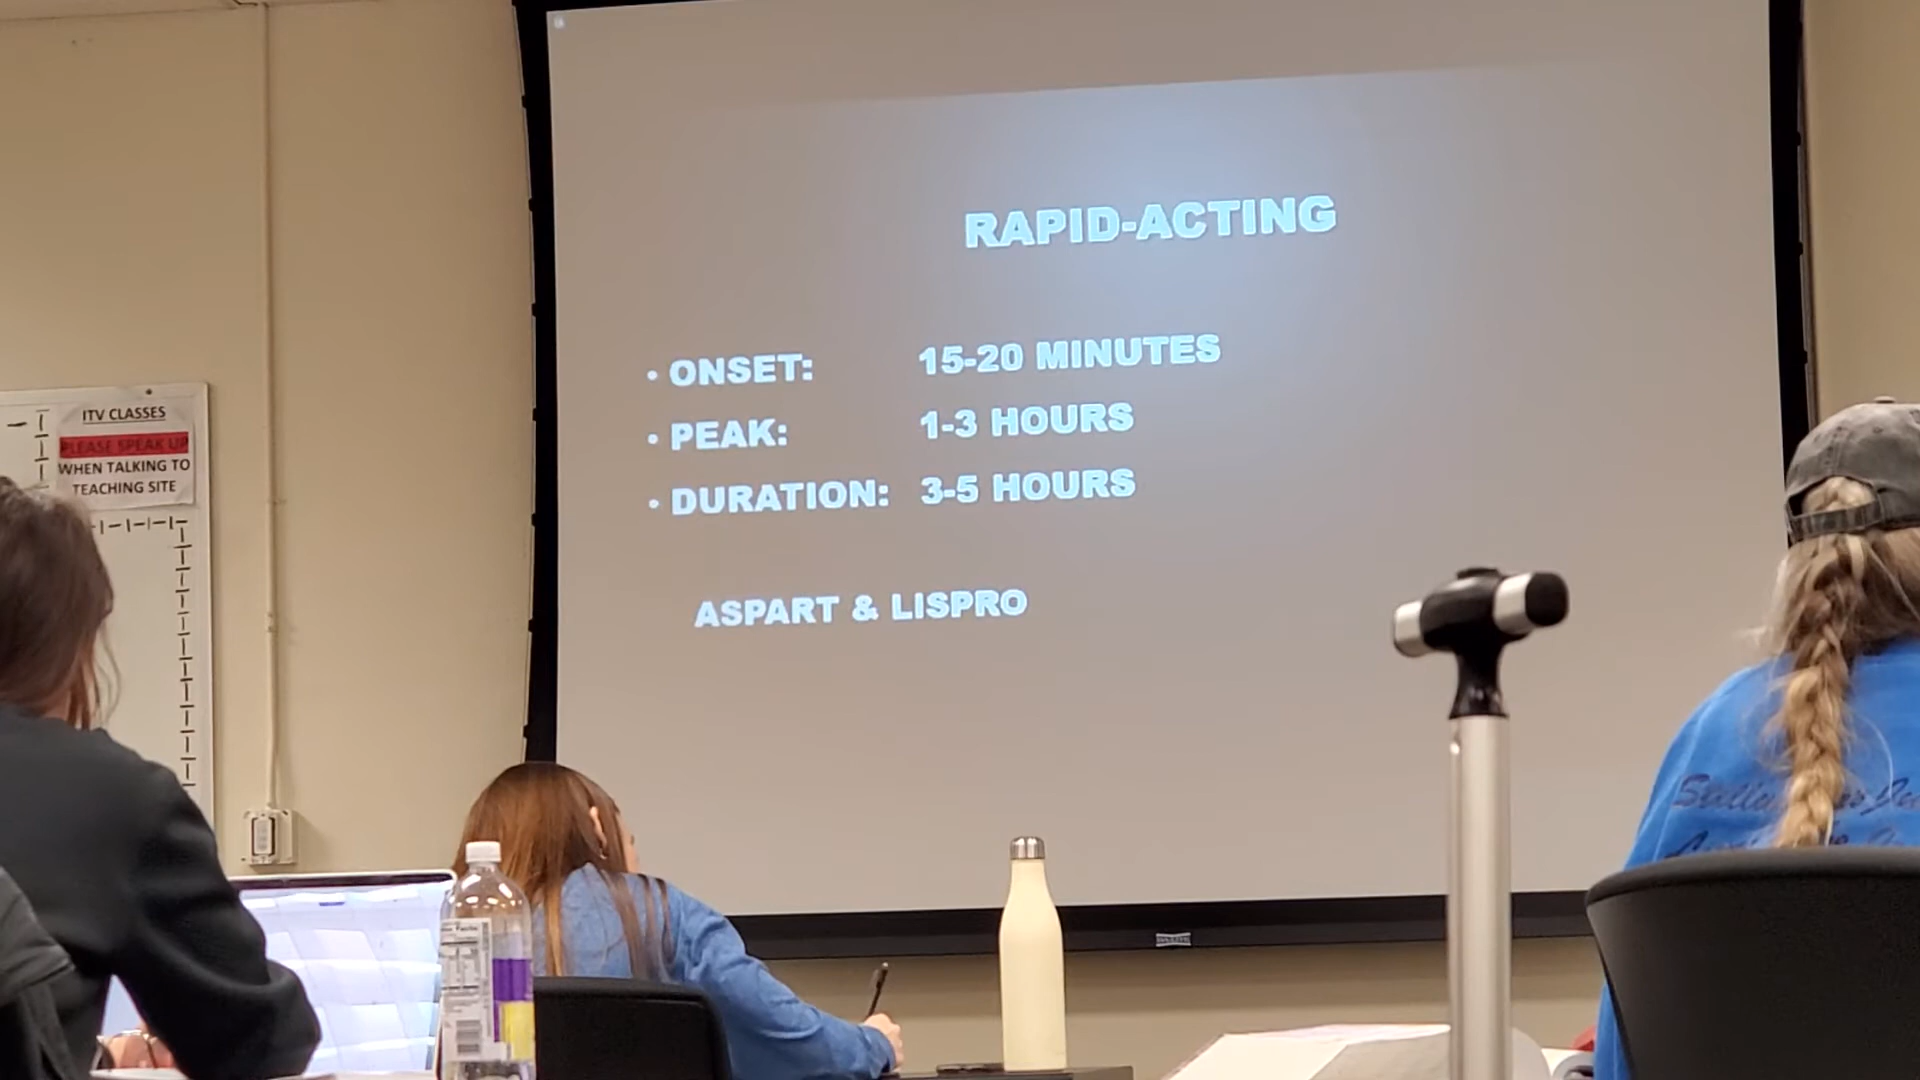 RAPID-ACTING
• ONSET: 15-20 MINUTES
• PEAK: 1-3 HOURS
• DURATION: 3-5 HOURS
ASPART & LISPRO
ITV CLASSES
PLEASE SPEAK UP
WHEN TALKING TO
TEACHING SITE